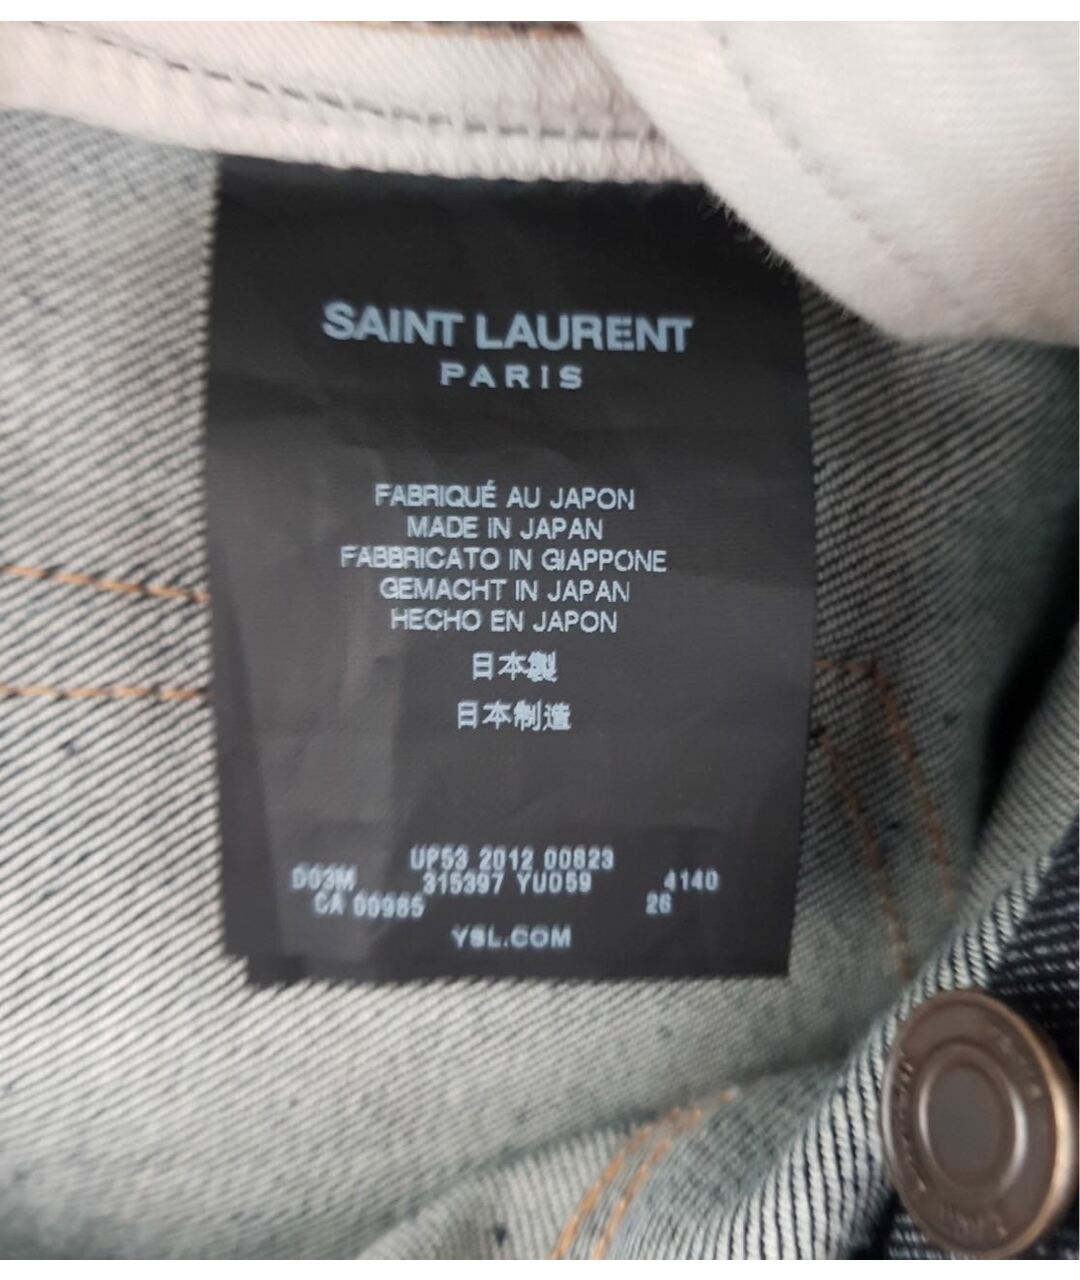 SAINT LAURENT
PARIS
FABRIQUÉ AU JAPON
MADE IN JAPAN
FABBRICATO IN GIAPPONE
GEMACHT IN JAPAN
HECHO EN JAPON
日本製
日本制造
UP53 2012 00823
D03M 315397 YU059 4140
CA 00985 26
YSL.COM